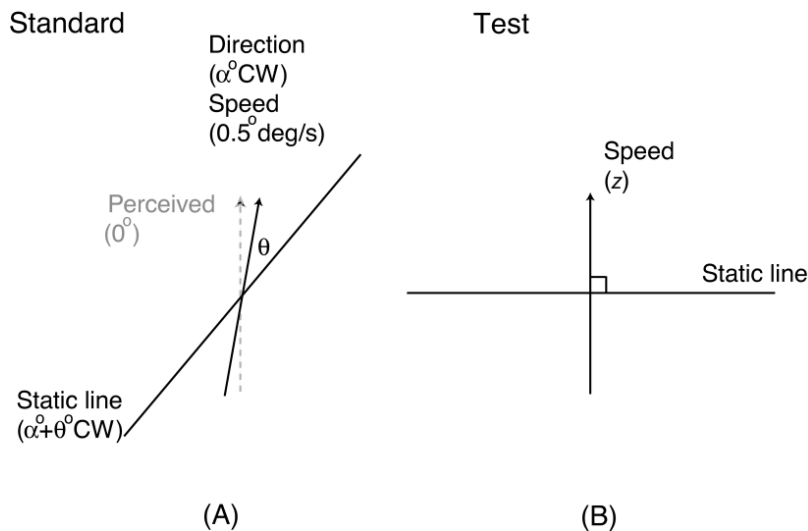 Standard
Test
Direction
(α°CW)
Speed
(0.5°deg/s)
Perceived
(0°)
θ
Static line
(α°+θ°CW)
Speed
(z)
Static line
(A)
(B)